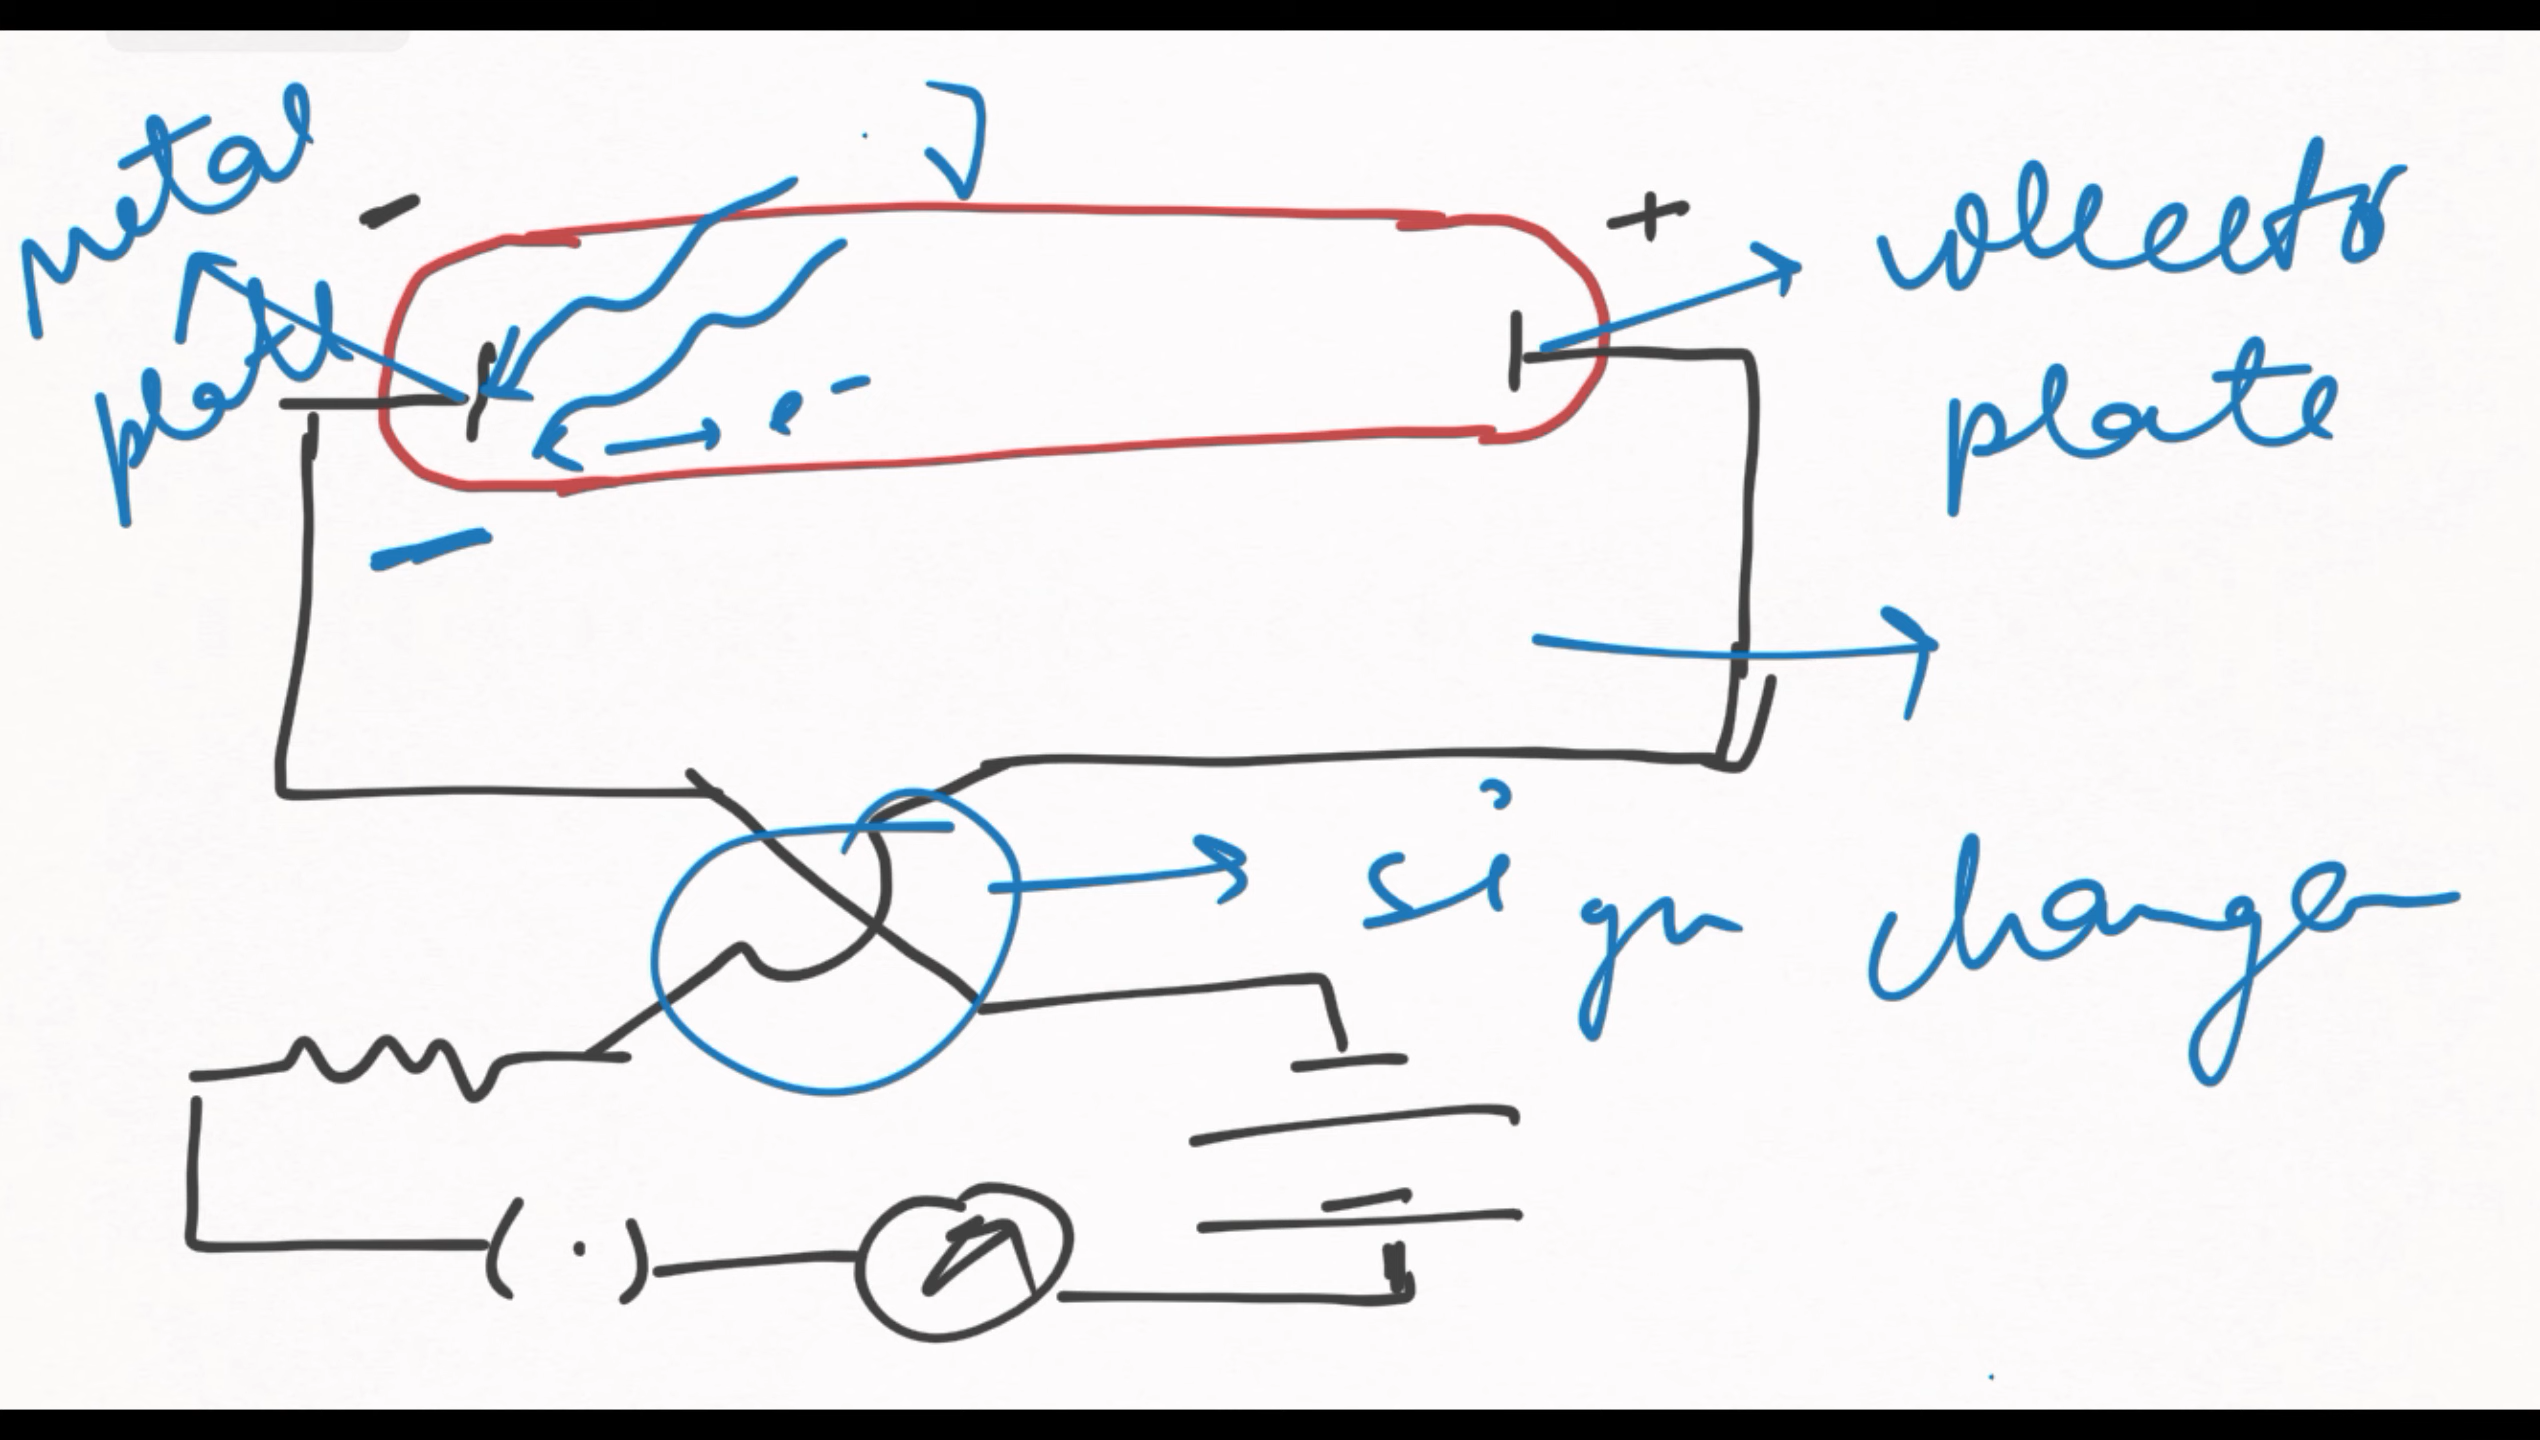 metal
plate
-
+
collector
plate
e-
-
sign changer
(·)